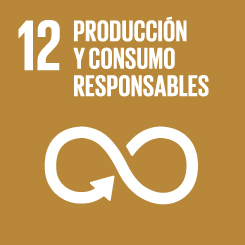 12 PRODUCCIÓN
Y CONSUMO
RESPONSABLES